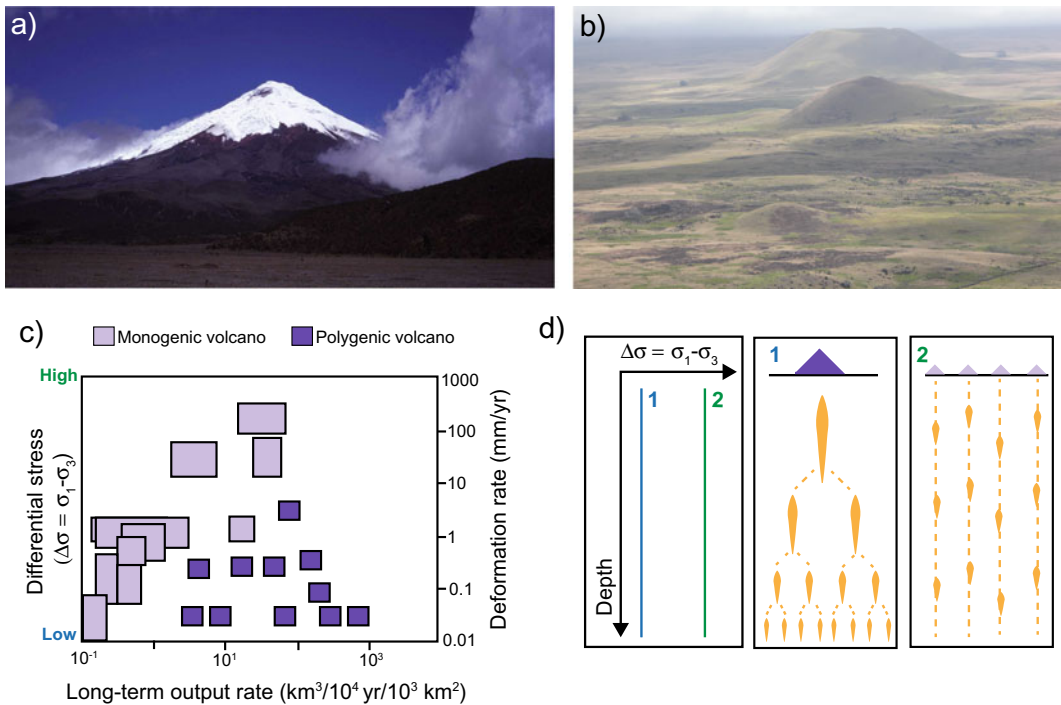 a)
b)
c)
Monogenic volcano
Polygenic volcano
High
Low
Differential stress
(Δσ = σ₁-σ₃)
1000
100
10
1
0.1
0.01
Deformation rate (mm/yr)
10⁻¹
10¹
10³
Long-term output rate (km³/10⁴ yr/10³ km²)
d)
Δσ = σ₁-σ₃
1
2
Depth
1
2